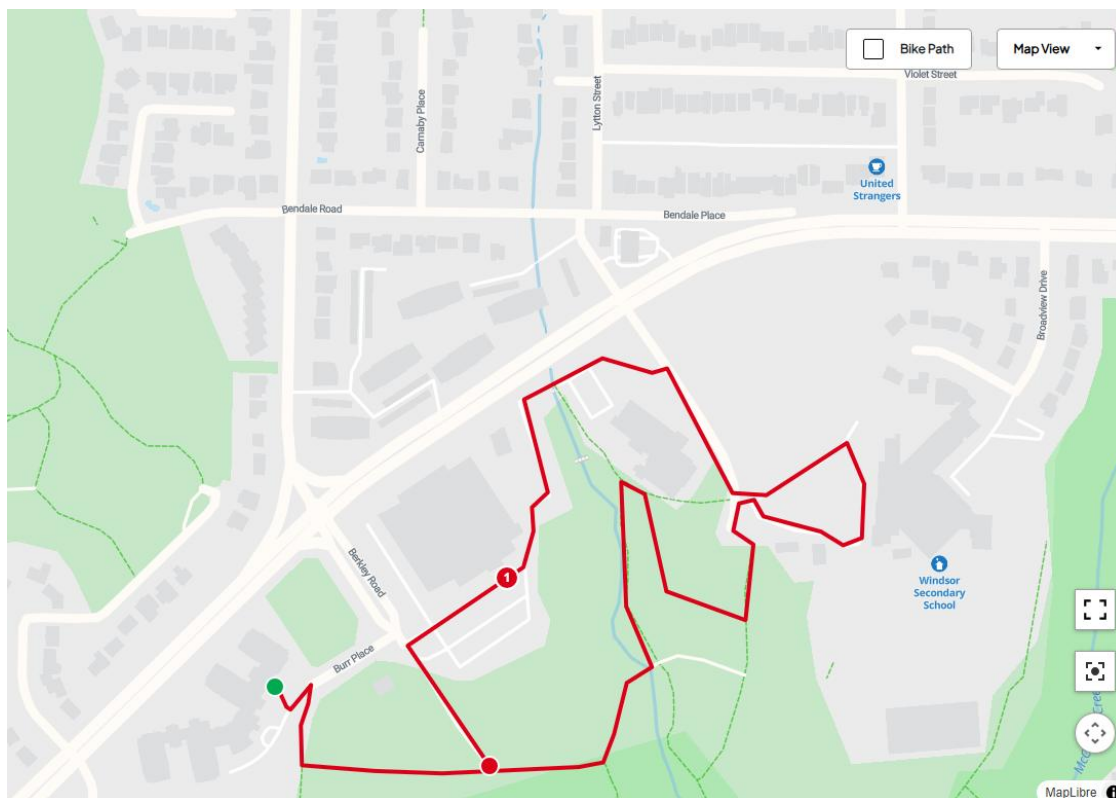 Bike Path
Map View
Violet Street
Carnaby Place
Lytton Street
United
Strangers
Bendale Road
Bendale Place
Broadview Drive
Berkley Road
1
Windsor
Secondary
School
Burr Place
MapLibre